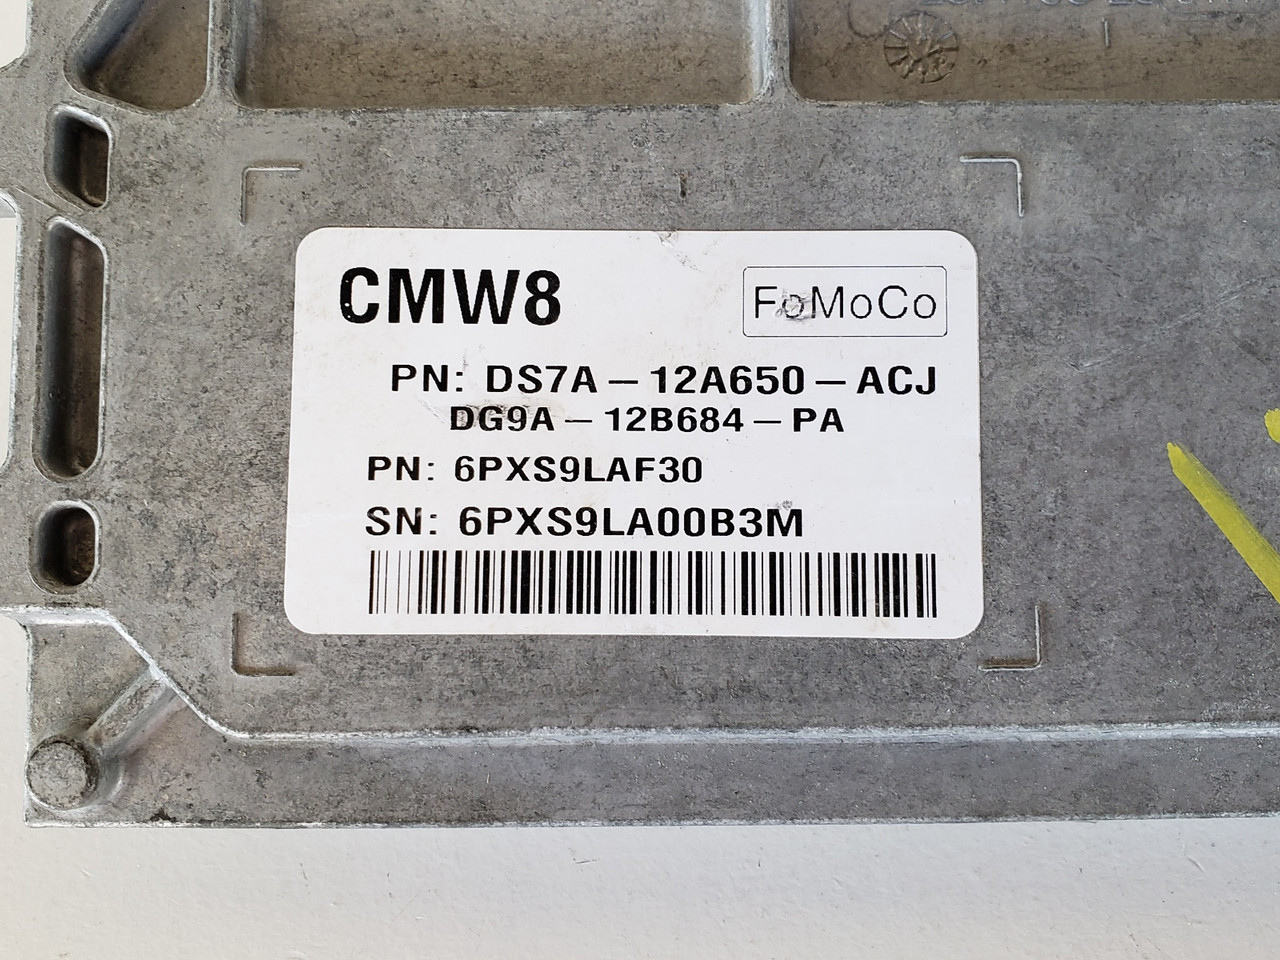 CMW8
FoMoCo
PN: DS7A-12A650-ACJ
DG9A-12B684-PA
PN: 6PXS9LAF30
SN: 6PXS9LA00B3M